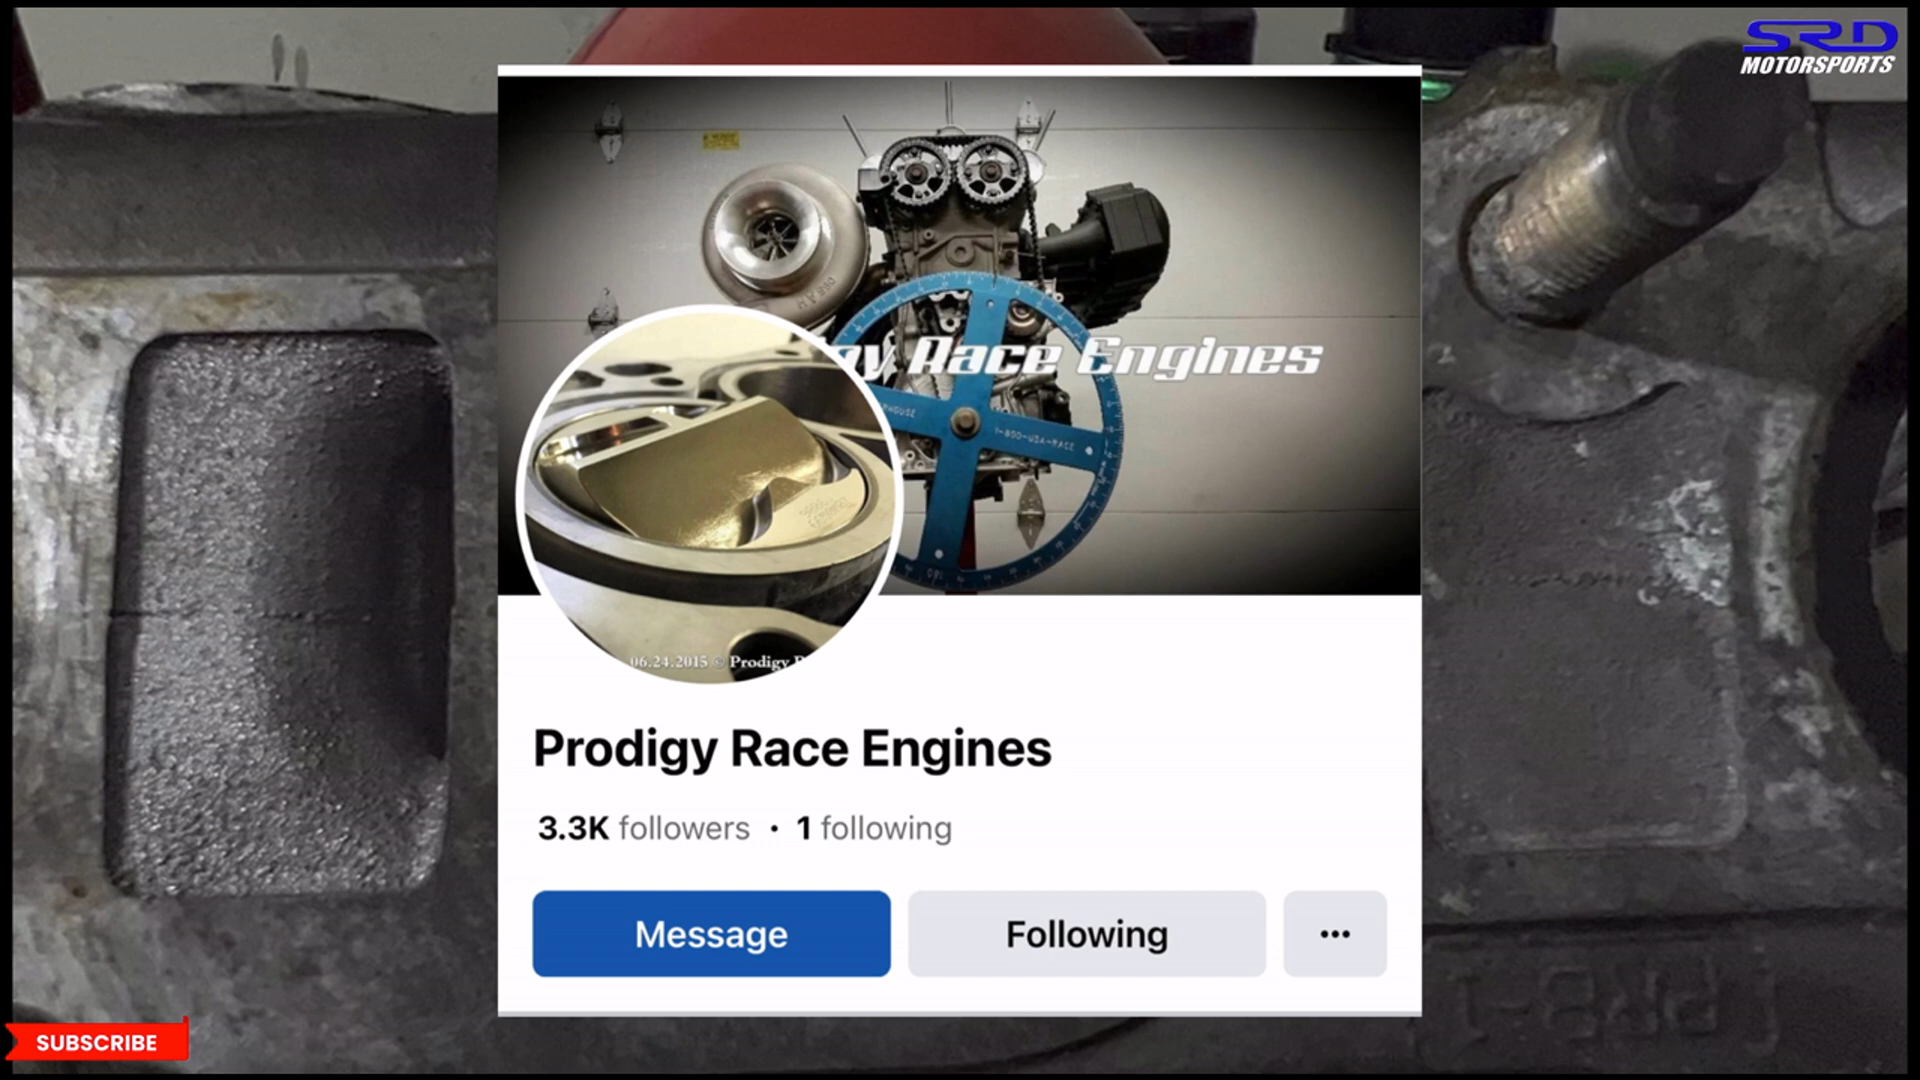 SRD
MOTORSPORTS
Race Engines
1-800-USA-RACE
06.24.2015 © Prodigy
Prodigy Race Engines
3.3K followers · 1 following
Message
Following
SUBSCRIBE